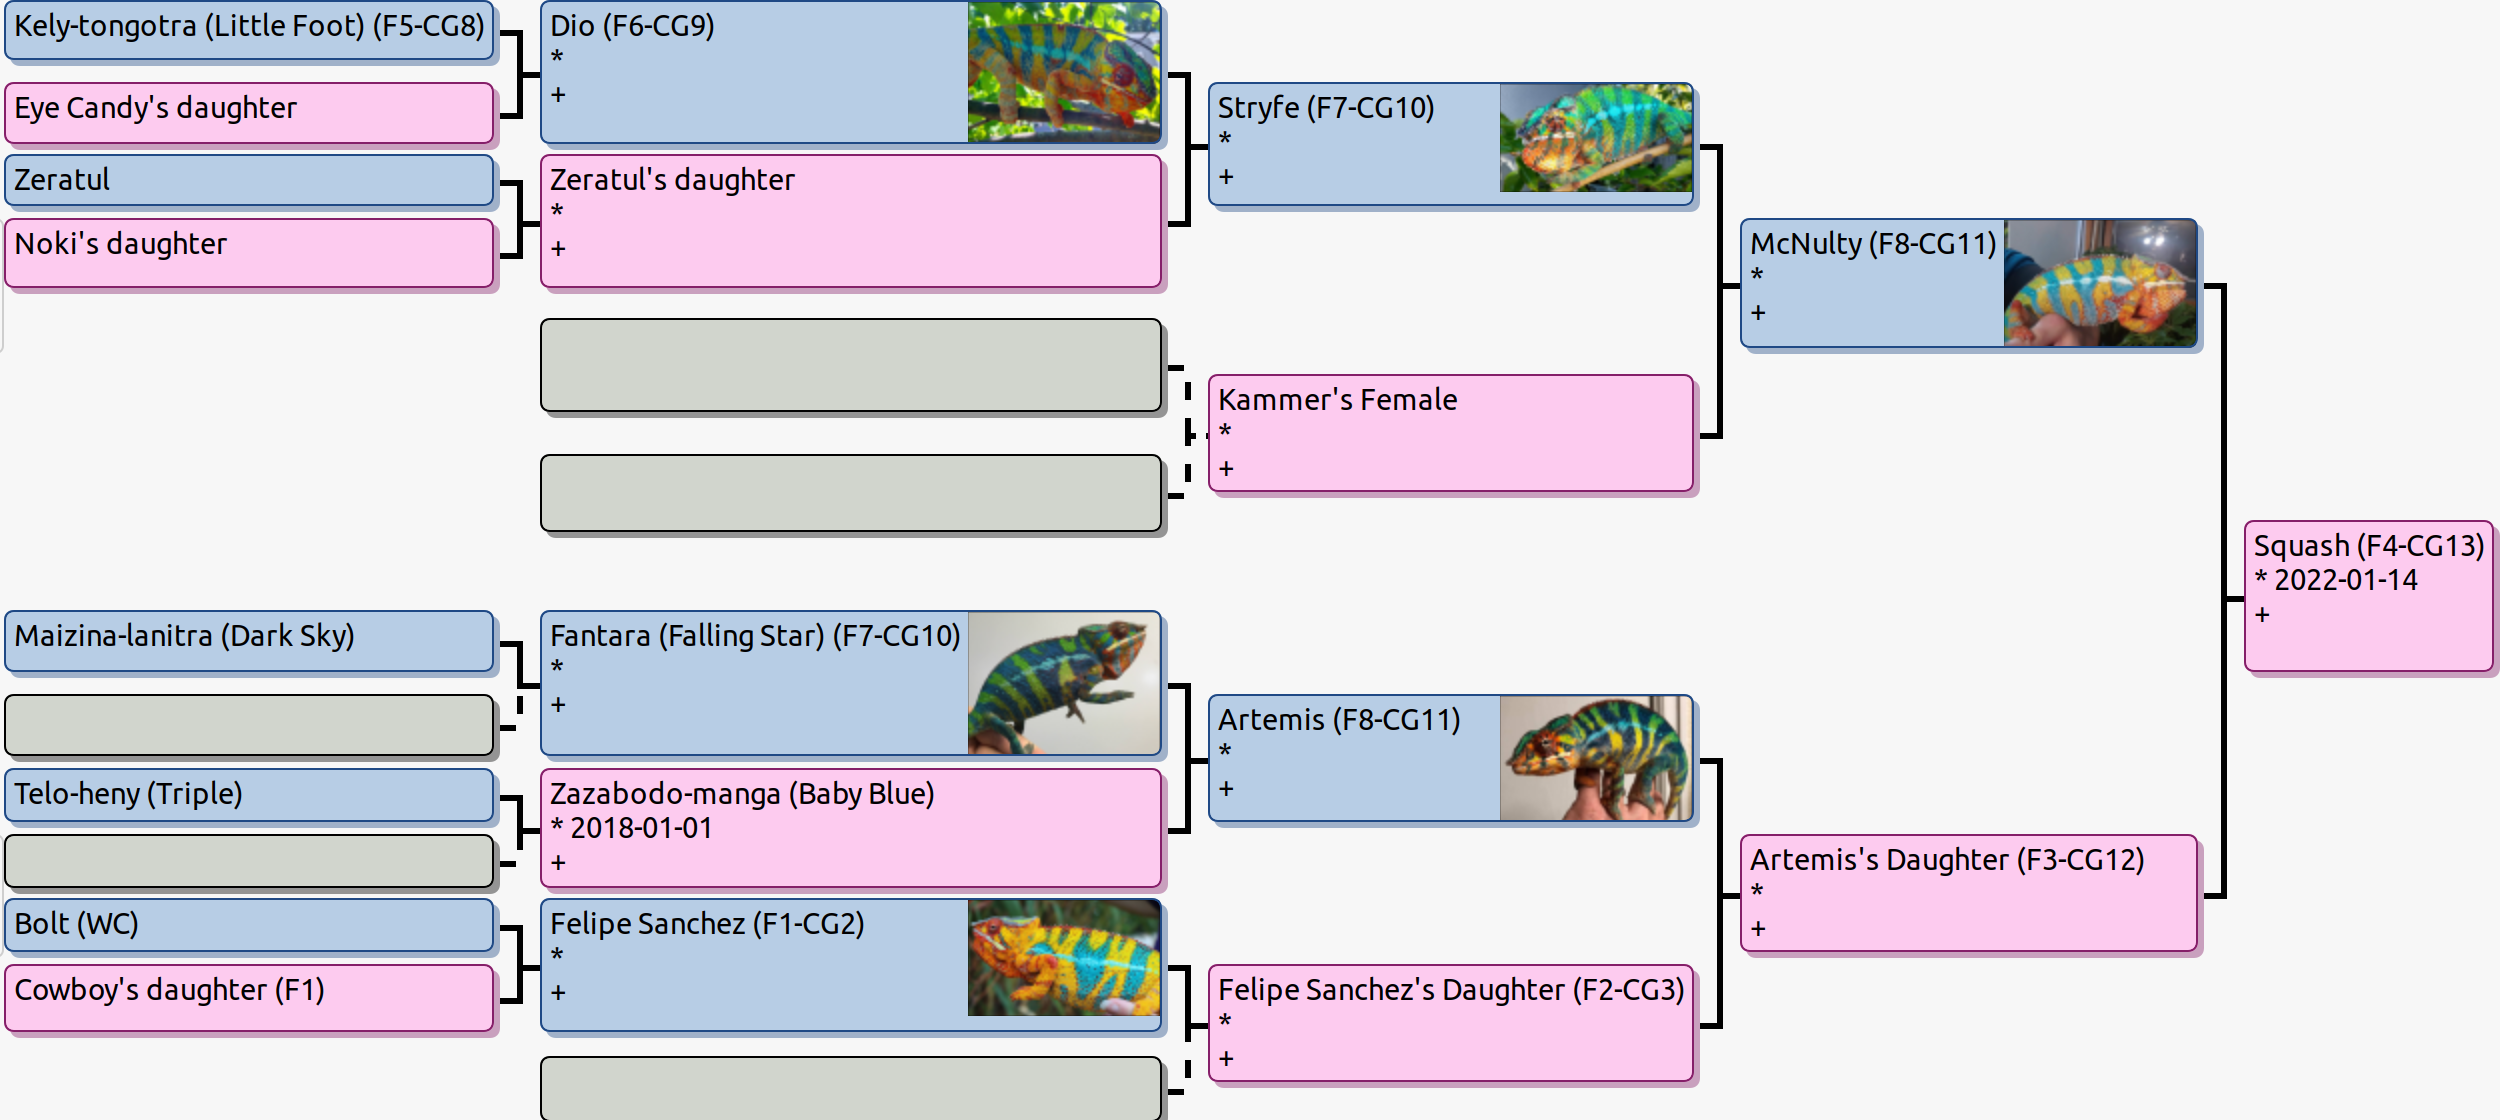 Kely-tongotra (Little Foot) (F5-CG8)
Eye Candy's daughter
Zeratul
Noki's daughter
Maizina-lanitra (Dark Sky)
Telo-heny (Triple)
Bolt (WC)
Cowboy's daughter (F1)
Dio (F6-CG9)
*
+
Zeratul's daughter
*
+
Fantara (Falling Star) (F7-CG10)
*
+
Zazabodo-manga (Baby Blue)
* 2018-01-01
+
Felipe Sanchez (F1-CG2)
*
+
Stryfe (F7-CG10)
*
+
Kammer's Female
*
+
Artemis (F8-CG11)
*
+
Felipe Sanchez's Daughter (F2-CG3)
*
+
McNulty (F8-CG11)
*
+
Artemis's Daughter (F3-CG12)
*
+
Squash (F4-CG13)
* 2022-01-14
+